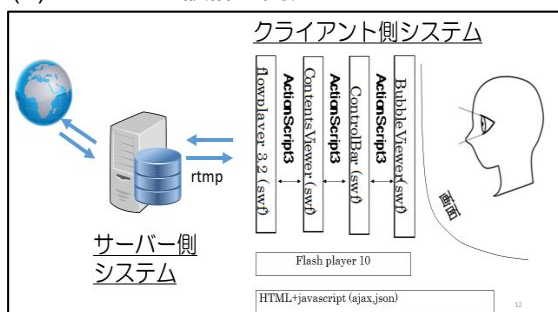 クライアント側システム
flowplayer 3.2 (swf)
ActionScript3
ContentsViewer (swf)
ActionScript3
ControlBar (swf)
ActionScript3
BubbleViewer(swf)
画面
rtmp
サーバー側
システム
Flash player 10
HTML+javascript (ajax,json)
12